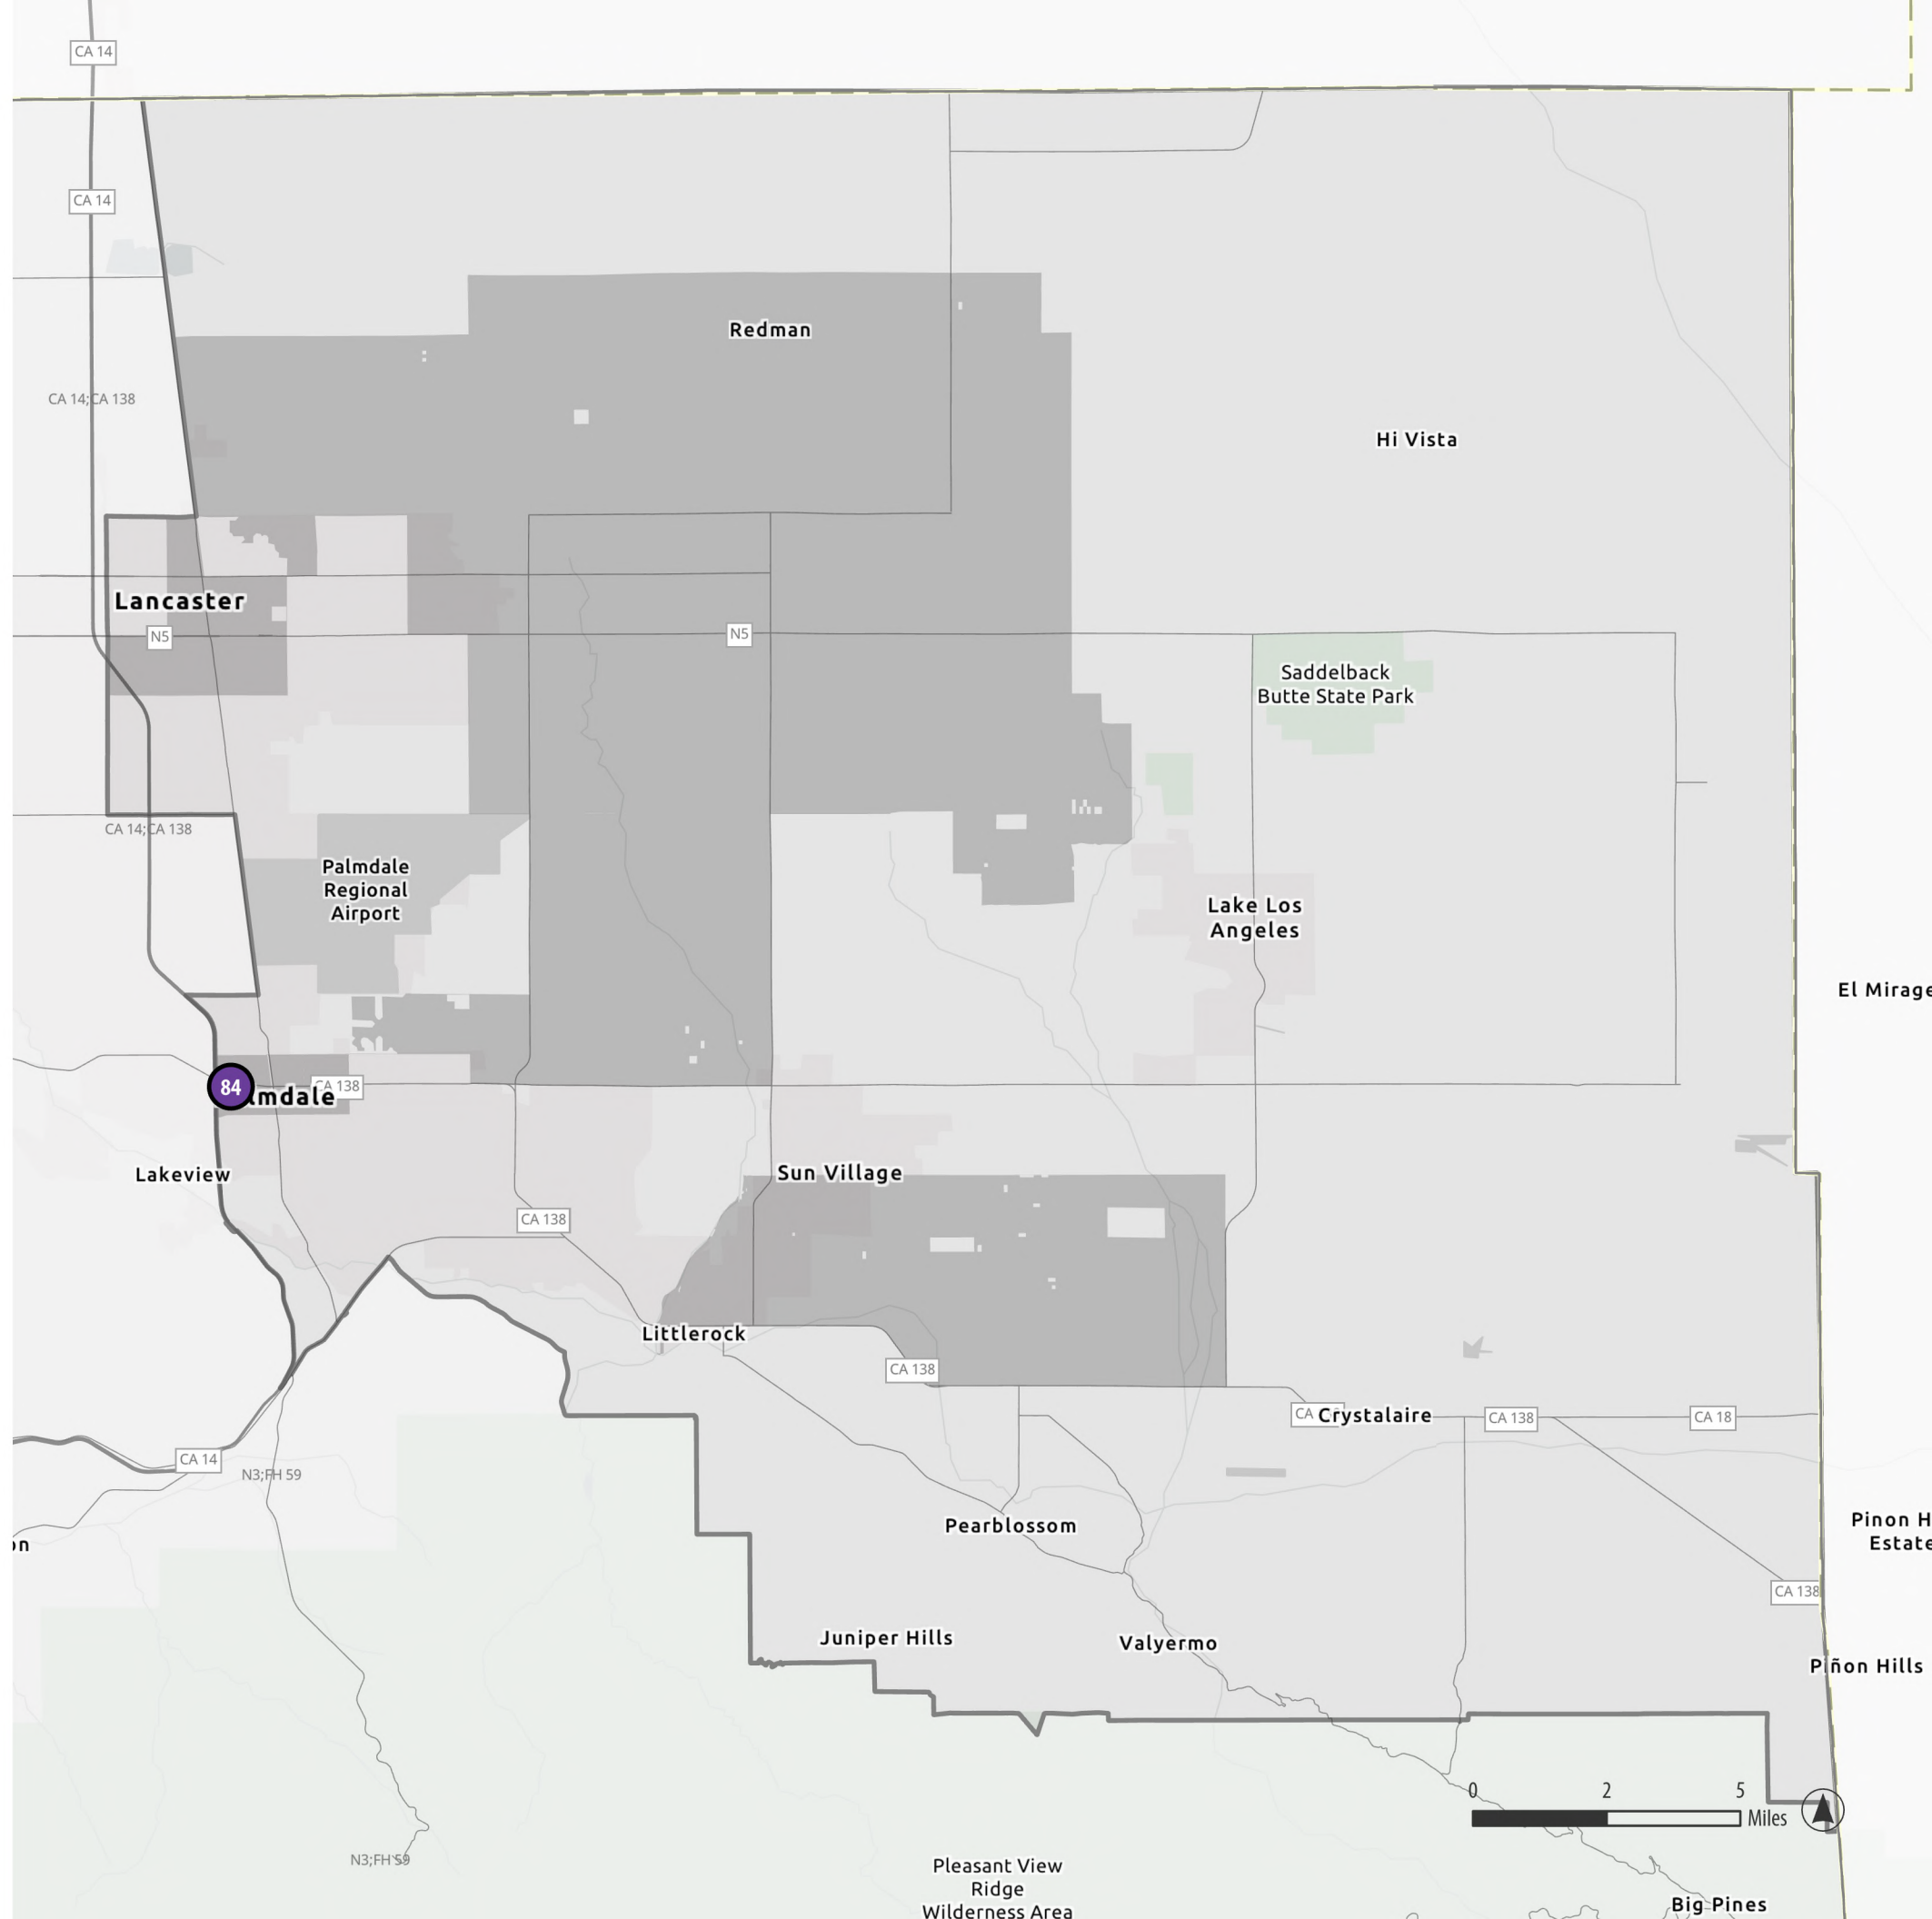 CA 14
CA 14
Redman
CA 14;CA 138
Hi Vista
Lancaster
N5
N5
Saddelback
Butte State Park
CA 14;CA 138
Palmdale
Regional
Airport
Lake Los
Angeles
El Mirage
84
lmdale
CA 138
Lakeview
Sun Village
CA 138
Littlerock
CA 138
CA
Crystalaire
CA 138
CA 18
CA 14
N3;FH 59
Pearblossom
Pinon H
Estate
on
CA 138
Juniper Hills
Valyermo
Piñon Hills
0 2 5
Miles
N3;FH 59
Pleasant View
Ridge
Wilderness Area
Big Pines